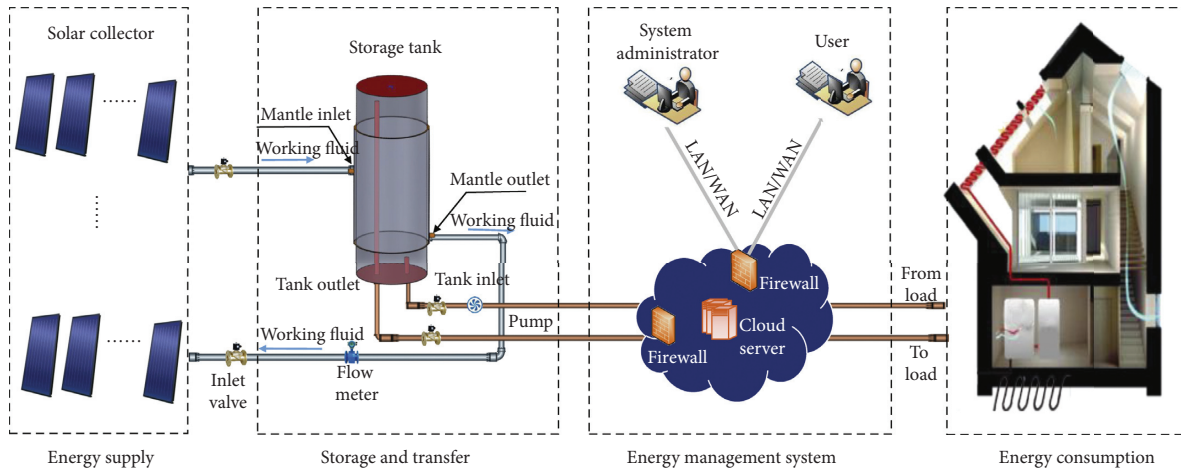 Solar collector
Storage tank
Mantle inlet
Working fluid
Mantle outlet
Working fluid
Tank outlet
Tank inlet
Pump
Working fluid
Inlet
valve
Flow
meter
System
administrator
User
LAN/WAN
LAN/WAN
Firewall
Cloud
server
Firewall
From
load
To
load
Energy supply
Storage and transfer
Energy management system
Energy consumption